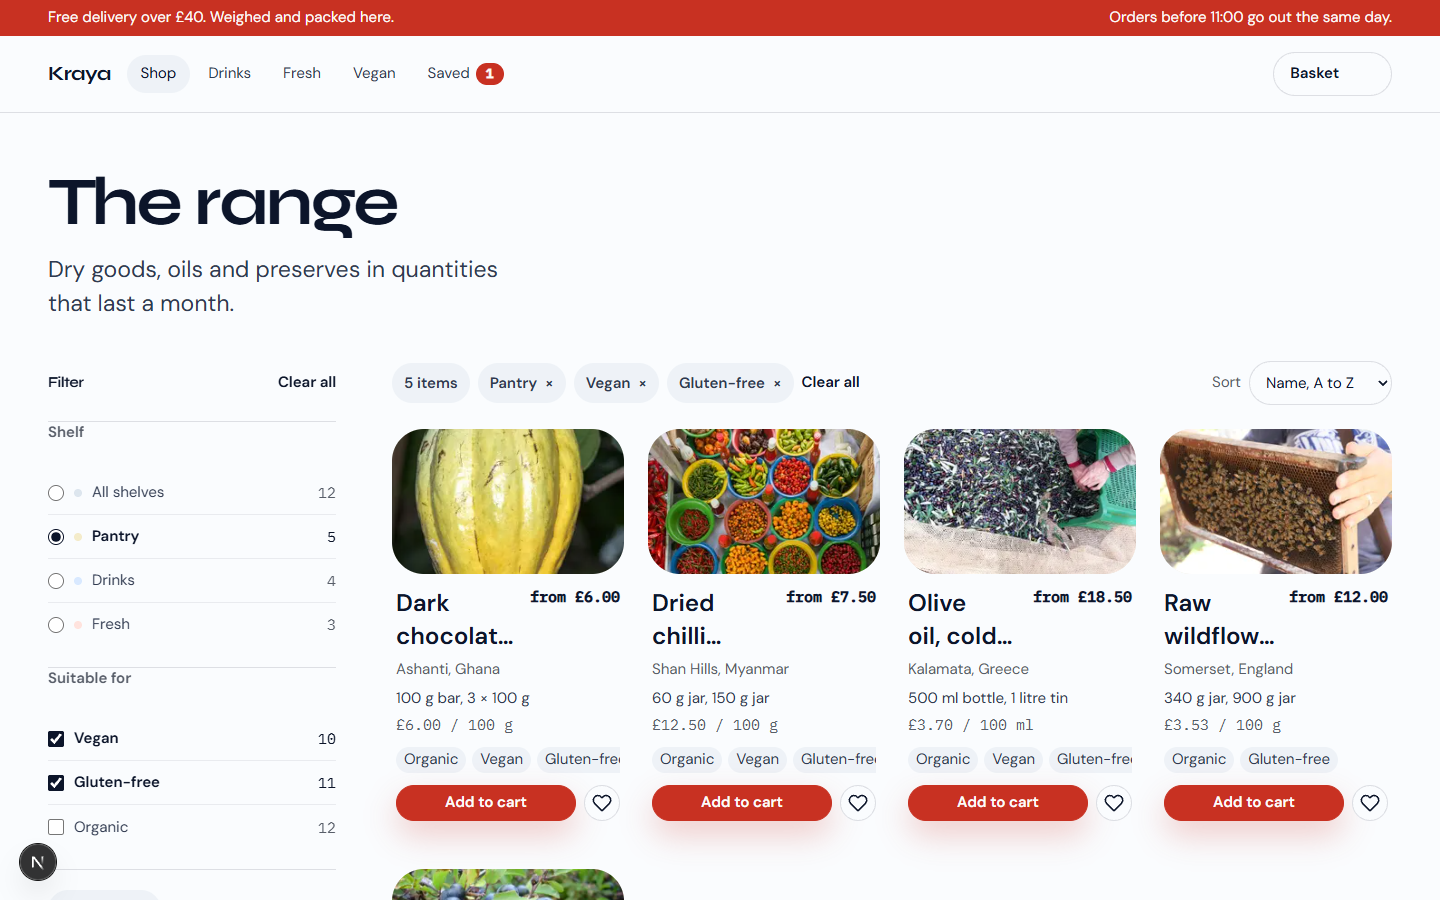 Free delivery over £40. Weighed and packed here.
Orders before 11:00 go out the same day.
Kraya
Shop
Drinks
Fresh
Vegan
Saved 1
Basket
The range
Dry goods, oils and preserves in quantities
that last a month.
Filter
Clear all
Shelf
All shelves 12
Pantry 5
Drinks 4
Fresh 3
Suitable for
Vegan 10
Gluten-free 11
Organic 12
N
5 items
Pantry ×
Vegan ×
Gluten-free ×
Clear all
Sort
Name, A to Z
Dark
chocolat...
from £6.00
Ashanti, Ghana
100 g bar, 3 × 100 g
£6.00 / 100 g
Organic Vegan Gluten-free
Add to cart
Dried
chilli...
from £7.50
Shan Hills, Myanmar
60 g jar, 150 g jar
£12.50 / 100 g
Organic Vegan Gluten-free
Add to cart
Olive
oil, cold...
from £18.50
Kalamata, Greece
500 ml bottle, 1 litre tin
£3.70 / 100 ml
Organic Vegan Gluten-free
Add to cart
Raw
wildflow...
from £12.00
Somerset, England
340 g jar, 900 g jar
£3.53 / 100 g
Organic Gluten-free
Add to cart